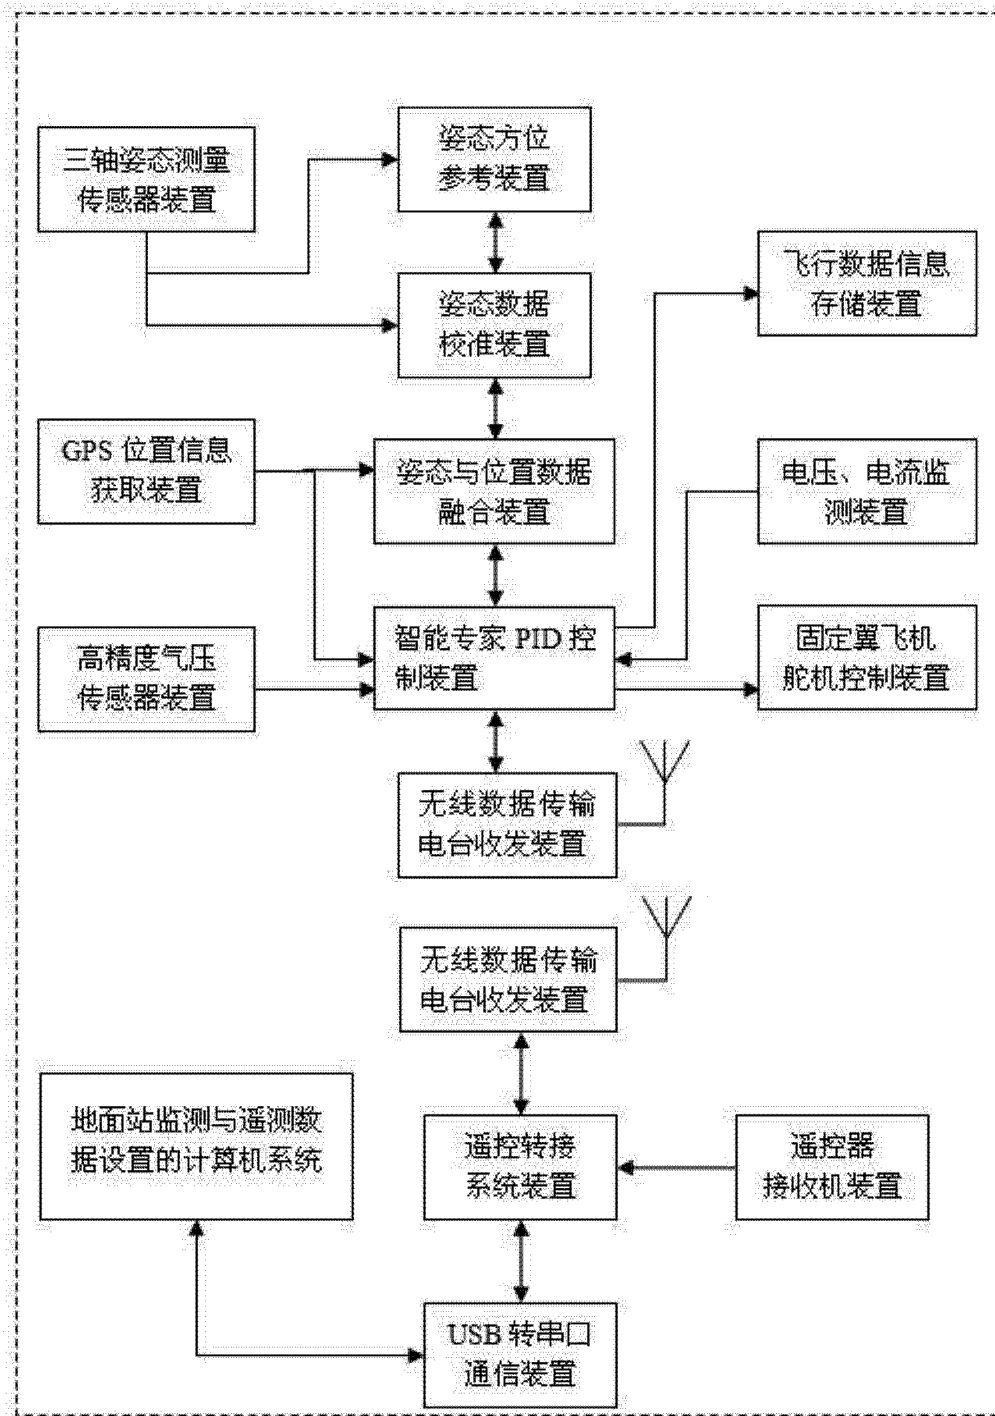 姿态方位
参考装置
三轴姿态测量
传感器装置
飞行数据信息
存储装置
姿态数据
校准装置
GPS 位置信息
获取装置
姿态与位置数据
融合装置
电压、电流监
测装置
智能专家 PID 控
制装置
固定翼飞机
舵机控制装置
高精度气压
传感器装置
无线数据传输
电台收发装置
无线数据传输
电台收发装置
地面站监测与遥测数
据设置的计算机系统
遥控转接
系统装置
遥控器
接收机装置
USB 转串口
通信装置